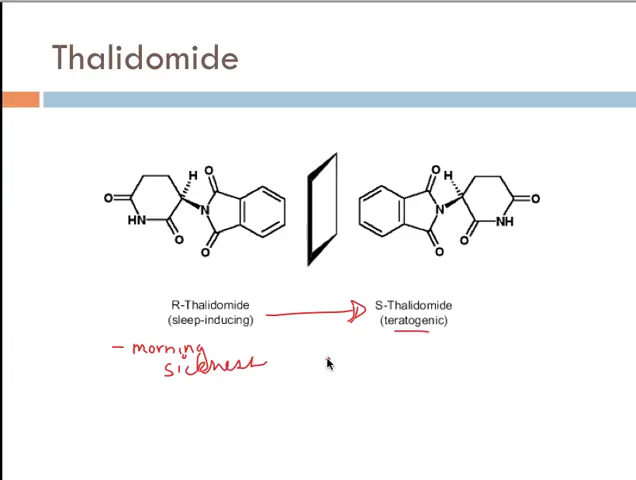 Thalidomide
H O O H
O N N O
HN O O NH
O O O O
R-Thalidomide S-Thalidomide
(sleep-inducing) (teratogenic)
- morning
sickness